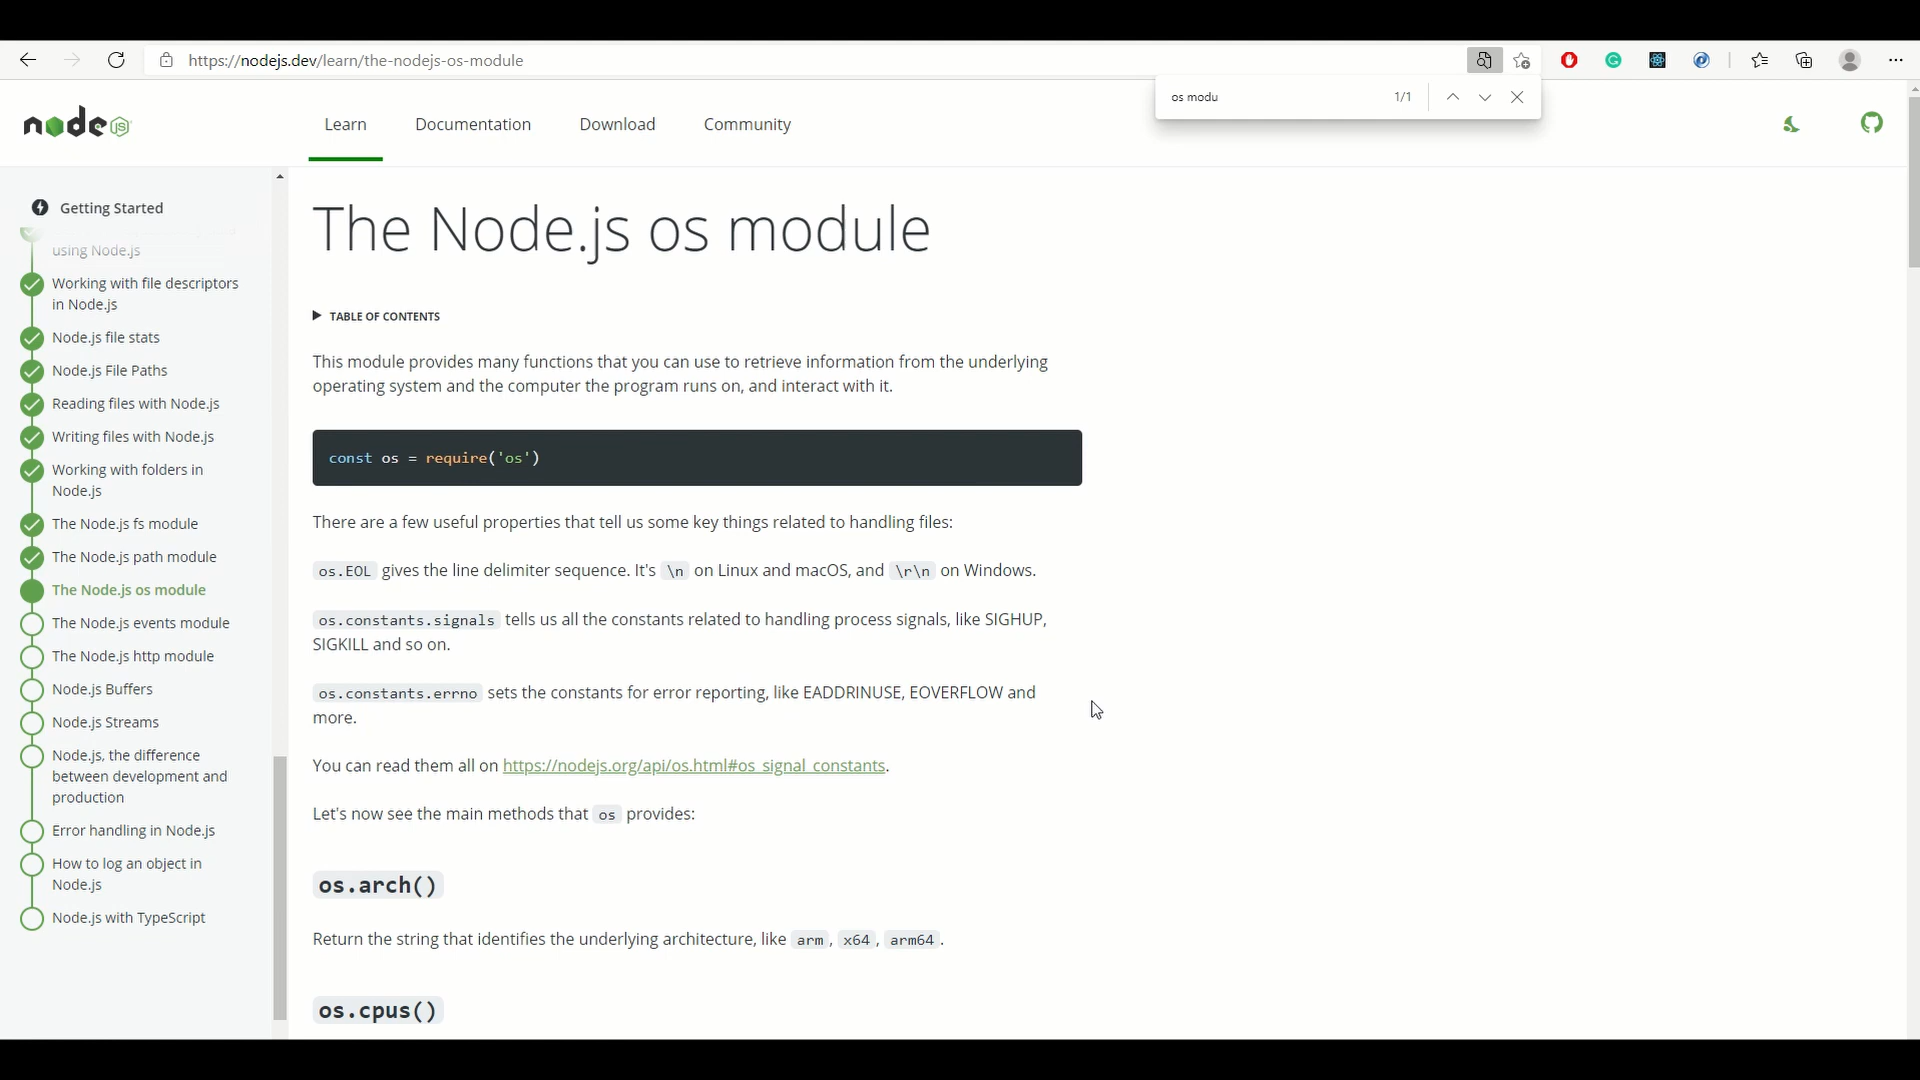 https://nodejs.dev/learn/the-nodejs-os-module
os modu
1/1
node
JS
Learn
Documentation
Download
Community
Getting Started
using Node.js
Working with file descriptors
in Node.js
Node.js file stats
Node.js File Paths
Reading files with Node.js
Writing files with Node.js
Working with folders in
Node.js
The Node.js fs module
The Node.js path module
The Node.js os module
The Node.js events module
The Node.js http module
Node.js Buffers
Node.js Streams
Node.js, the difference
between development and
production
Error handling in Node.js
How to log an object in
Node.js
Node.js with TypeScript
The Node.js os module
TABLE OF CONTENTS
This module provides many functions that you can use to retrieve information from the underlying
operating system and the computer the program runs on, and interact with it.
const os = require('os')
There are a few useful properties that tell us some key things related to handling files:
os.EOL gives the line delimiter sequence. It's \n on Linux and macOS, and \r\n on Windows.
os.constants.signals tells us all the constants related to handling process signals, like SIGHUP,
SIGKILL and so on.
os.constants.errno sets the constants for error reporting, like EADDRINUSE, EOVERFLOW and
more.
You can read them all on https://nodejs.org/api/os.html#os_signal_constants.
Let's now see the main methods that os provides:
os.arch()
Return the string that identifies the underlying architecture, like arm, x64, arm64.
os.cpus()